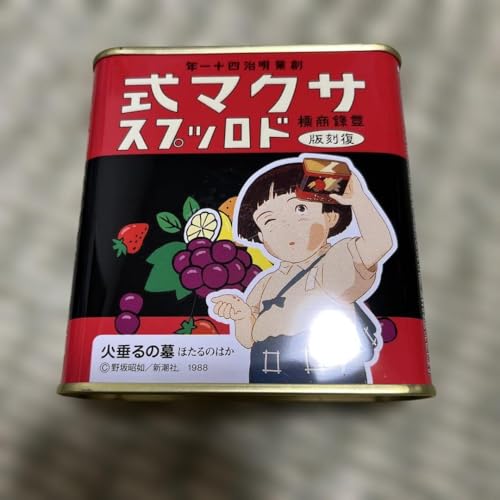 創業明治四十一年
サクマ式
登錄商標
ドロップス
復刻版
火垂るの墓 ほたるのはか
©野坂昭如／新潮社，1988